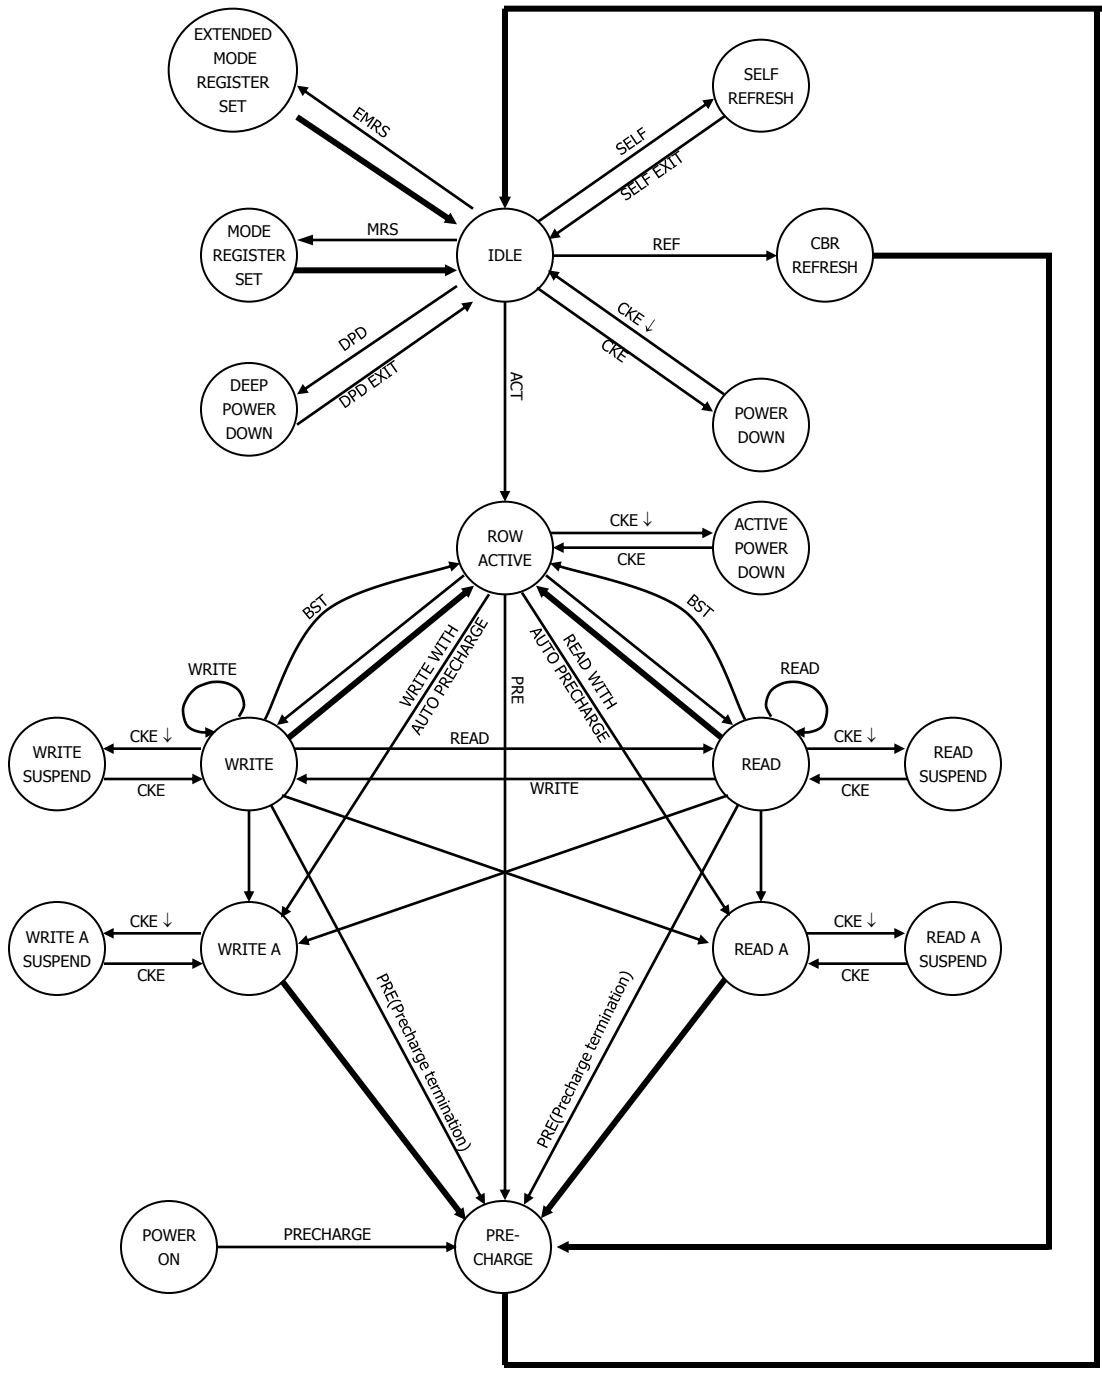 EXTENDED
MODE
REGISTER
SET
SELF
REFRESH
EMRS
SELF
SELF EXIT
MODE
REGISTER
SET
MRS
IDLE
REF
CBR
REFRESH
DPD
DPD EXIT
CKE ↓
CKE
DEEP
POWER
DOWN
ACT
POWER
DOWN
ROW
ACTIVE
CKE ↓
CKE
ACTIVE
POWER
DOWN
BST
BST
WRITE WITH
AUTO PRECHARGE
PRE
READ WITH
AUTO PRECHARGE
WRITE
READ
WRITE
SUSPEND
CKE ↓
CKE
WRITE
READ
WRITE
READ
CKE ↓
CKE
READ
SUSPEND
WRITE A
SUSPEND
CKE ↓
CKE
WRITE A
READ A
CKE ↓
CKE
READ A
SUSPEND
PRE(Precharge termination)
PRE(Precharge termination)
POWER
ON
PRECHARGE
PRE-
CHARGE